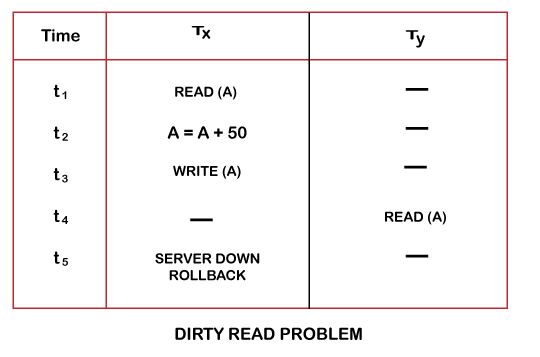 Time Tx Ty
t1 READ (A) —
t2 A = A + 50 —
t3 WRITE (A) —
t4 — READ (A)
t5 SERVER DOWN —
ROLLBACK
DIRTY READ PROBLEM